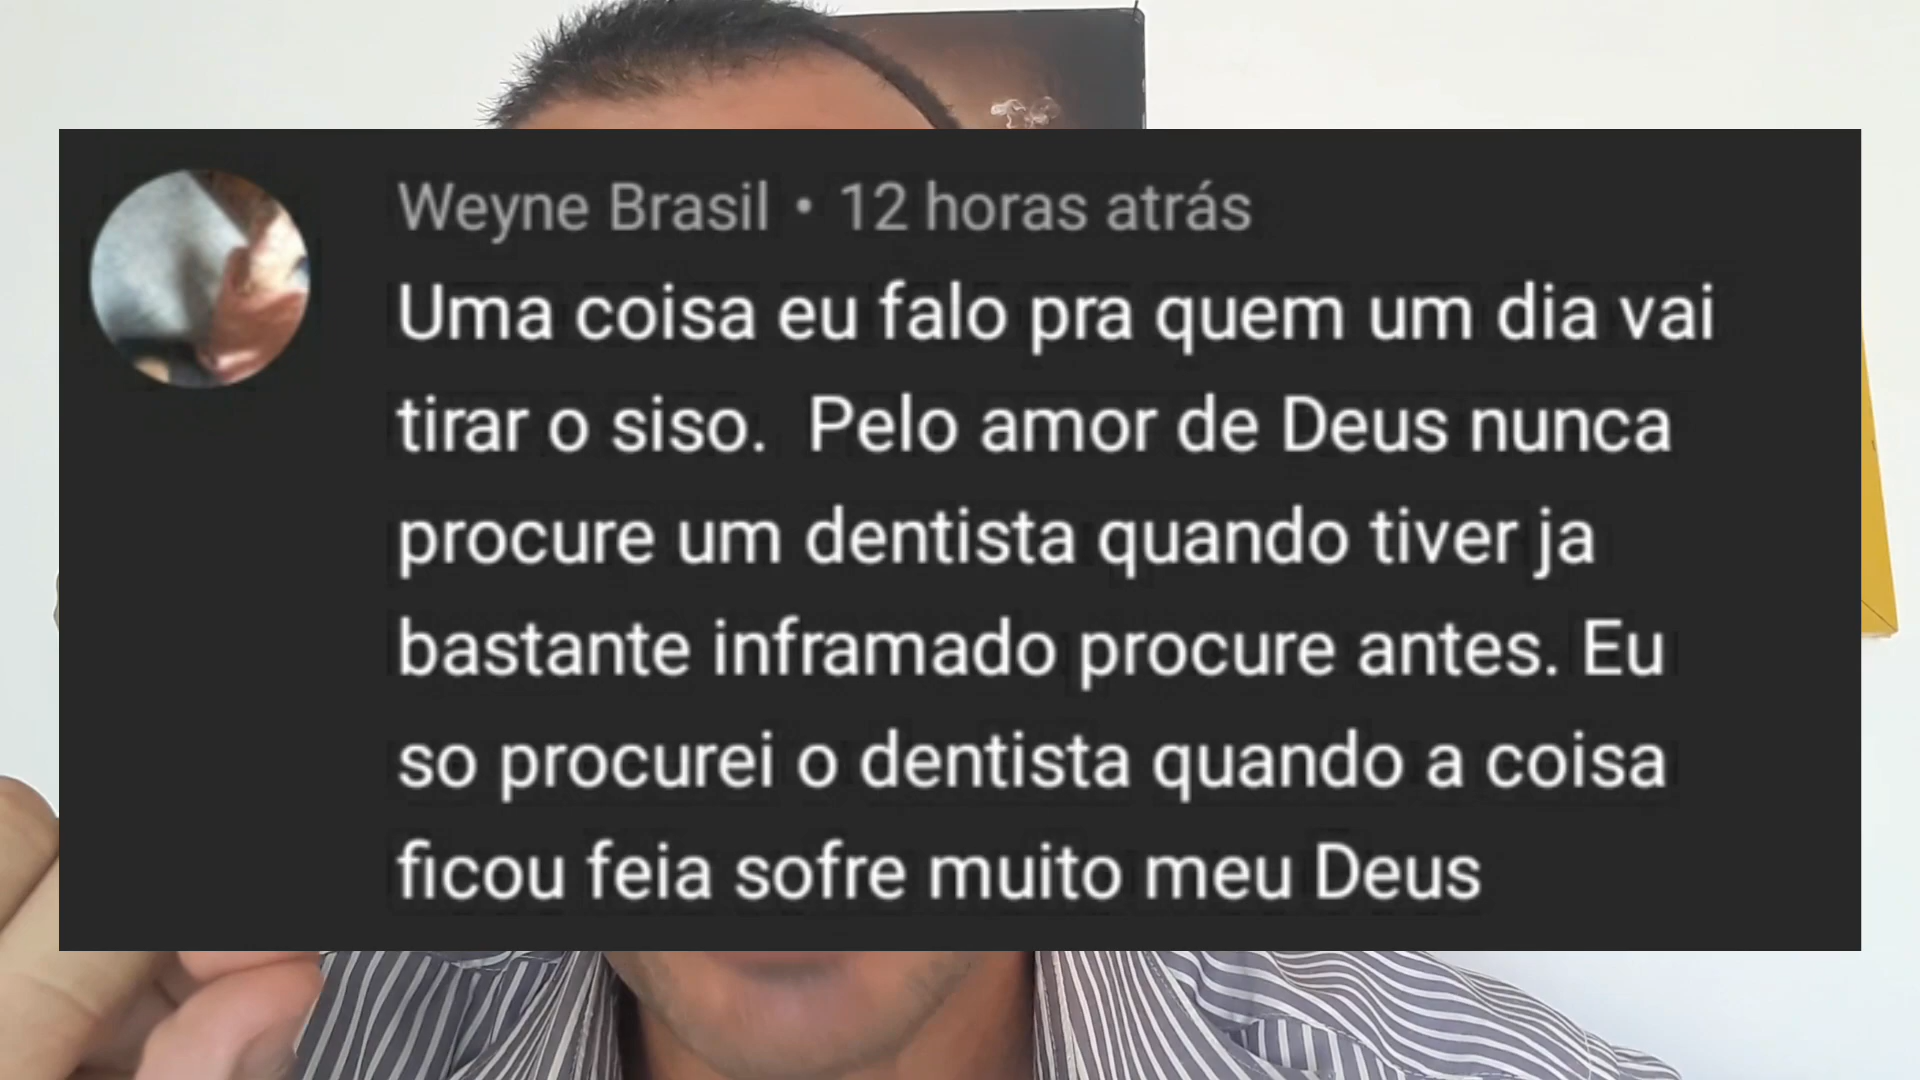 Weyne Brasil • 12 horas atrás
Uma coisa eu falo pra quem um dia vai
tirar o siso.  Pelo amor de Deus nunca
procure um dentista quando tiver ja
bastante inframado procure antes. Eu
so procurei o dentista quando a coisa
ficou feia sofre muito meu Deus